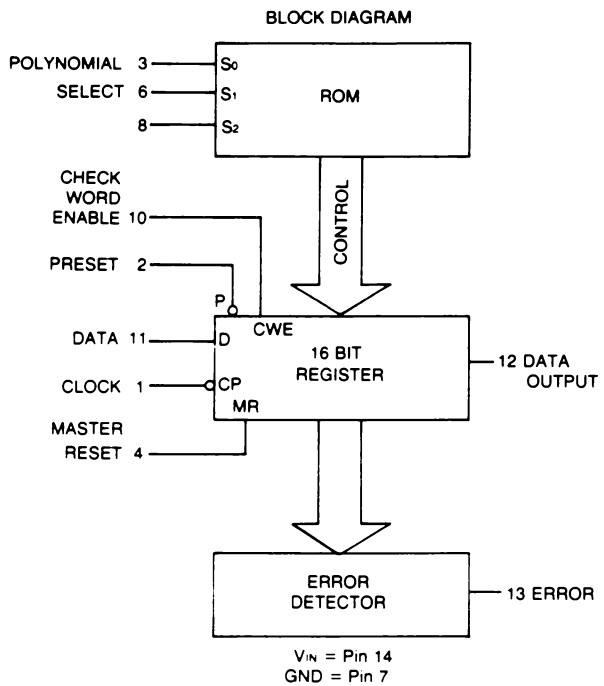 BLOCK DIAGRAM
POLYNOMIAL 3
SELECT 6
8
S0
S1
S2
ROM
CONTROL
CHECK
WORD
ENABLE 10
PRESET 2
P
CWE
DATA 11
D
16 BIT
REGISTER
12 DATA
OUTPUT
CLOCK 1
CP
MR
MASTER
RESET 4
ERROR
DETECTOR
13 ERROR
VIN = Pin 14
GND = Pin 7